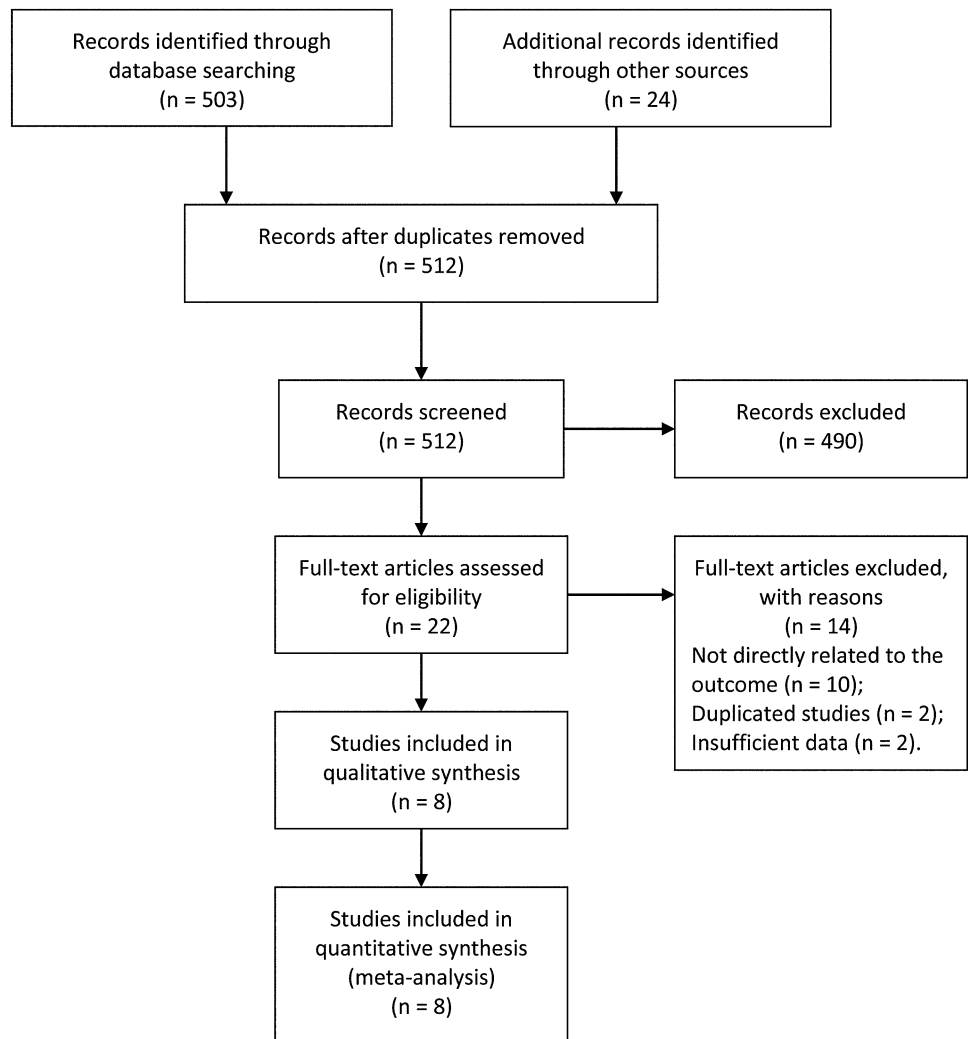 Records identified through
database searching
(n = 503)
Additional records identified
through other sources
(n = 24)
Records after duplicates removed
(n = 512)
Records screened
(n = 512)
Records excluded
(n = 490)
Full-text articles assessed
for eligibility
(n = 22)
Full-text articles excluded,
with reasons
(n = 14)
Not directly related to the
outcome (n = 10);
Duplicated studies (n = 2);
Insufficient data (n = 2).
Studies included in
qualitative synthesis
(n = 8)
Studies included in
quantitative synthesis
(meta-analysis)
(n = 8)